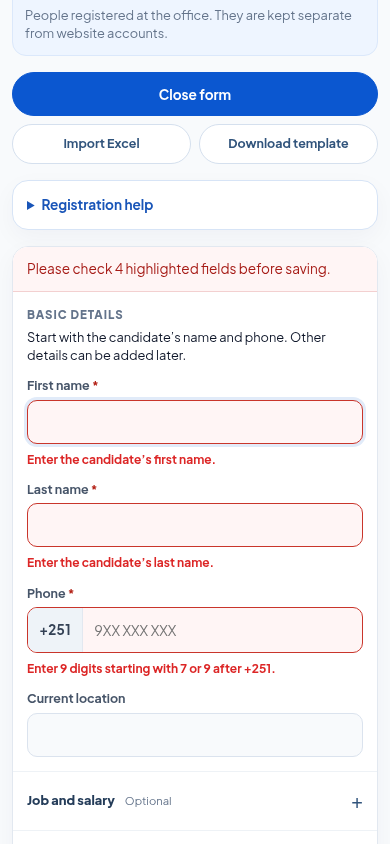 People registered at the office. They are kept separate
from website accounts.
Close form
Import Excel
Download template
▶ Registration help
Please check 4 highlighted fields before saving.
BASIC DETAILS
Start with the candidate’s name and phone. Other
details can be added later.
First name *
Enter the candidate’s first name.
Last name *
Enter the candidate’s last name.
Phone *
+251 9XX XXX XXX
Enter 9 digits starting with 7 or 9 after +251.
Current location
Job and salary Optional +